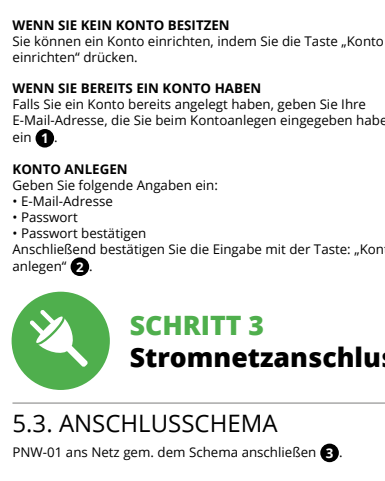 WENN SIE KEIN KONTO BESITZEN
Sie können ein Konto einrichten, indem Sie die Taste „Konto
einrichten“ drücken.
WENN SIE BEREITS EIN KONTO HABEN
Falls Sie ein Konto bereits angelegt haben, geben Sie Ihre
E-Mail-Adresse, die Sie beim Kontoanlegen eingegeben habe
ein 1.
KONTO ANLEGEN
Geben Sie folgende Angaben ein:
• E-Mail-Adresse
• Passwort
• Passwort bestätigen
Anschließend bestätigen Sie die Eingabe mit der Taste: „Kont
anlegen“ 2.
SCHRITT 3
Stromnetzanschlus
5.3. ANSCHLUSSCHEMA
PNW-01 ans Netz gem. dem Schema anschließen 3.